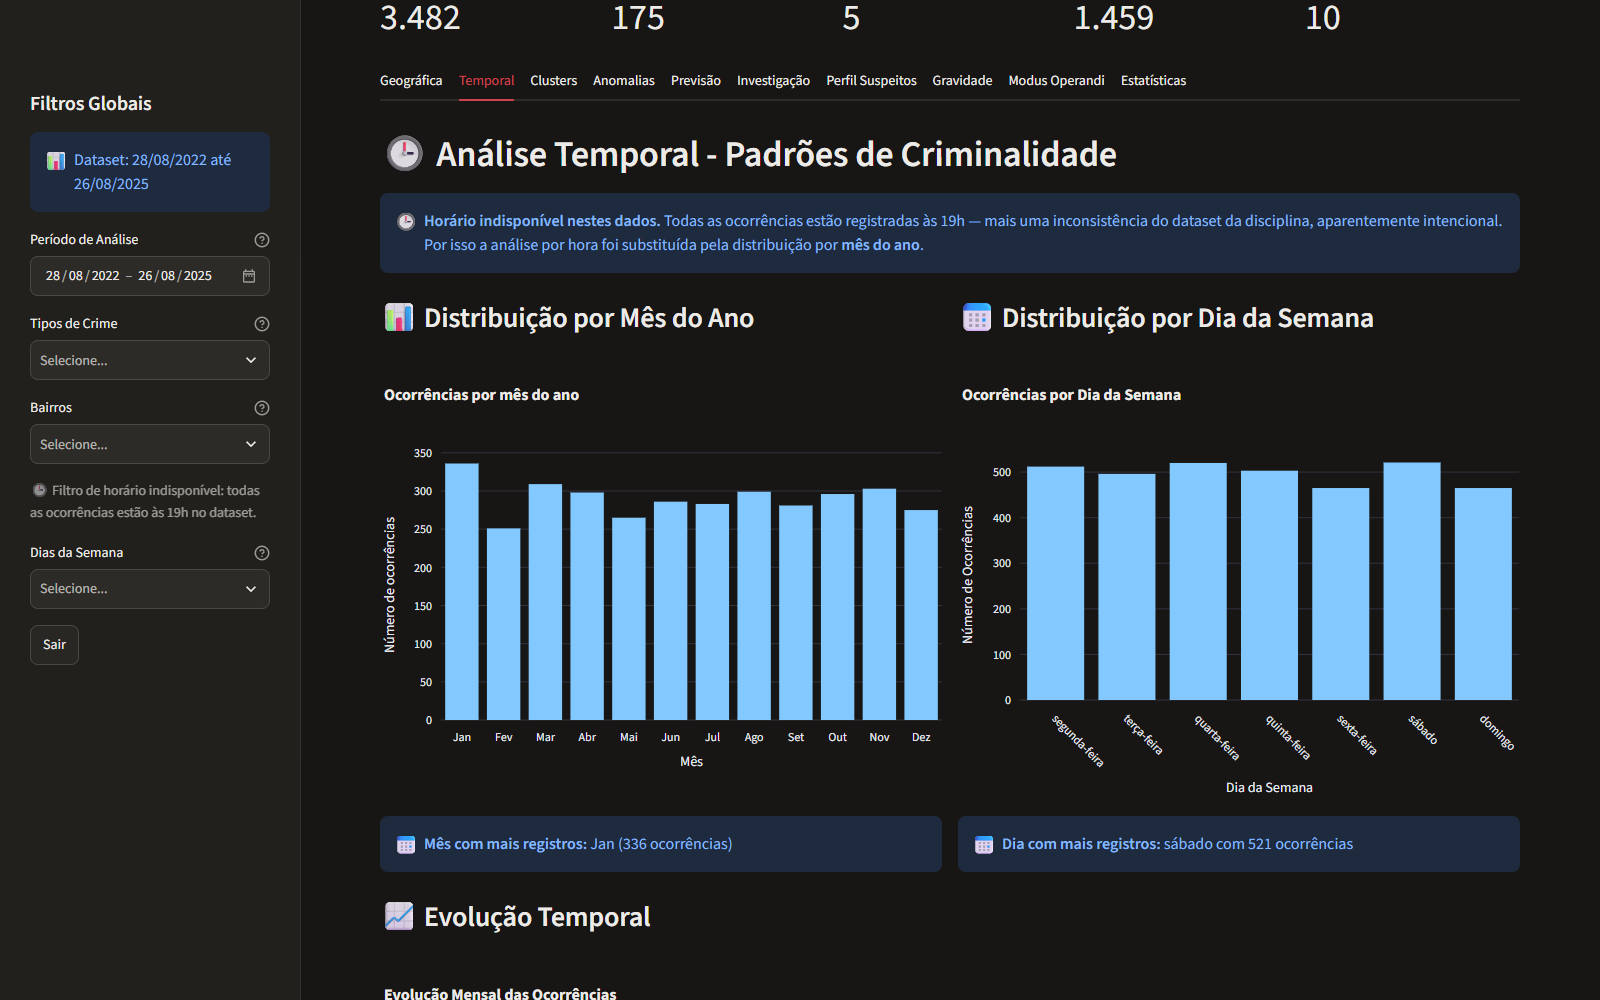 3.482 175 5 1.459 10
Geográfica Temporal Clusters Anomalias Previsão Investigação Perfil Suspeitos Gravidade Modus Operandi Estatísticas
Filtros Globais
Dataset: 28/08/2022 até
26/08/2025
Período de Análise
28/08/2022 – 26/08/2025
Tipos de Crime
Selecione...
Bairros
Selecione...
Filtro de horário indisponível: todas
as ocorrências estão às 19h no dataset.
Dias da Semana
Selecione...
Sair
Análise Temporal - Padrões de Criminalidade
Horário indisponível nestes dados. Todas as ocorrências estão registradas às 19h — mais uma inconsistência do dataset da disciplina, aparentemente intencional.
Por isso a análise por hora foi substituída pela distribuição por mês do ano.
Distribuição por Mês do Ano
Ocorrências por mês do ano
Número de ocorrências
350
300
250
200
150
100
50
0
Jan Fev Mar Abr Mai Jun Jul Ago Set Out Nov Dez
Mês
Mês com mais registros: Jan (336 ocorrências)
Distribuição por Dia da Semana
Ocorrências por Dia da Semana
Número de Ocorrências
500
400
300
200
100
0
segunda-feira terça-feira quarta-feira quinta-feira sexta-feira sábado domingo
Dia da Semana
Dia com mais registros: sábado com 521 ocorrências
Evolução Temporal
Evolução Mensal das Ocorrências